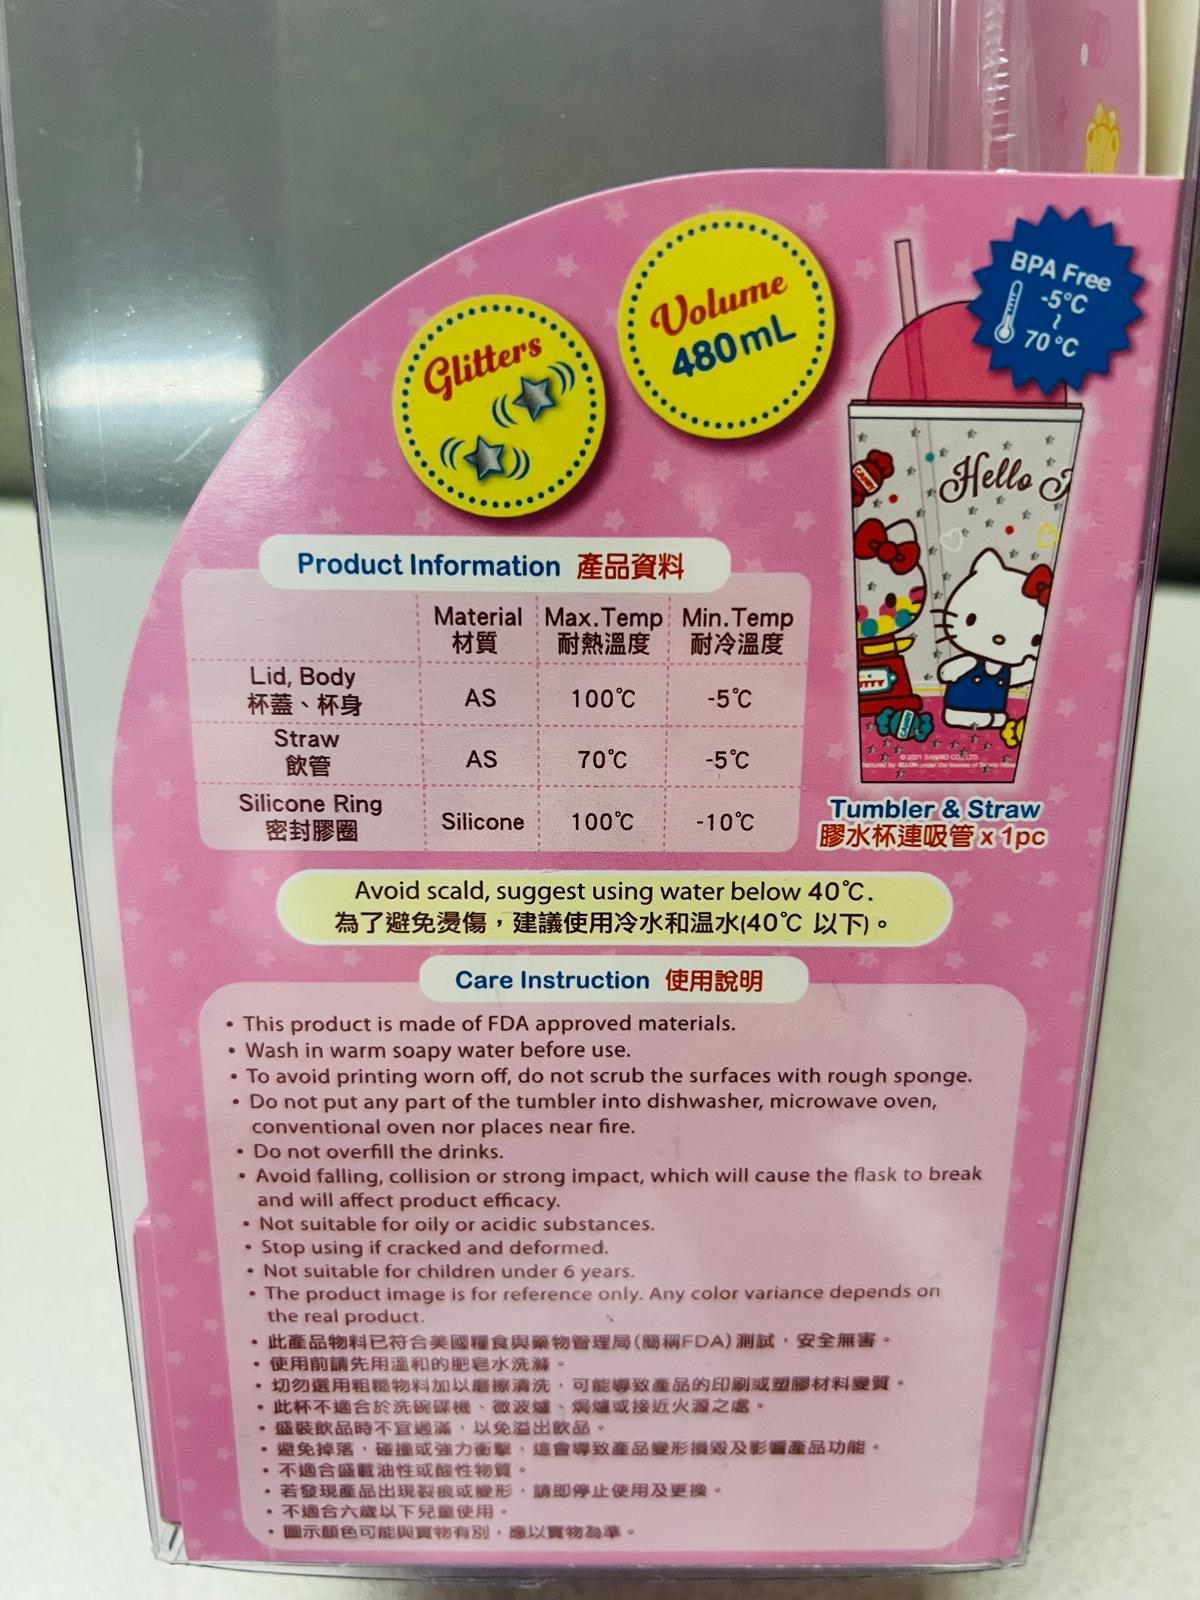 Glitters
Volume
480mL
BPA Free
-5°C
~
70°C
Hello
CANDY
Product Information 產品資料
Material Max.Temp Min.Temp
材質 耐熱溫度 耐冷溫度
Lid, Body
杯蓋、杯身 AS 100℃ -5℃
Straw
飲管 AS 70℃ -5℃
Silicone Ring
密封膠圈 Silicone 100℃ -10℃
Tumbler & Straw
膠水杯連吸管 x 1pc
Avoid scald, suggest using water below 40℃.
為了避免燙傷，建議使用冷水和温水(40℃ 以下)。
Care Instruction 使用說明
• This product is made of FDA approved materials.
• Wash in warm soapy water before use.
• To avoid printing worn off, do not scrub the surfaces with rough sponge.
• Do not put any part of the tumbler into dishwasher, microwave oven,
conventional oven nor places near fire.
• Do not overfill the drinks.
• Avoid falling, collision or strong impact, which will cause the flask to break
and will affect product efficacy.
• Not suitable for oily or acidic substances.
• Stop using if cracked and deformed.
• Not suitable for children under 6 years.
• The product image is for reference only. Any color variance depends on
the real product.
• 此產品物料已符合美國糧食與藥物管理局(簡稱FDA) 測試，安全無害。
• 使用前請先用溫和的肥皂水洗滌。
• 切勿選用粗糙物料加以磨擦清洗，可能導致產品的印刷或塑膠材料變質。
• 此杯不適合於洗碗碟機、微波爐、焗爐或接近火源之處。
• 盛裝飲品時不宜過滿，以免溢出飲品。
• 避免掉落，碰撞或強力衝擊，這會導致產品變形損毀及影響產品功能。
• 不適合盛載油性或酸性物質。
• 若發現產品出現裂痕或變形，請即停止使用及更換。
• 不適合六歲以下兒童使用。
• 圖示顏色可能與實物有別，應以實物為準。